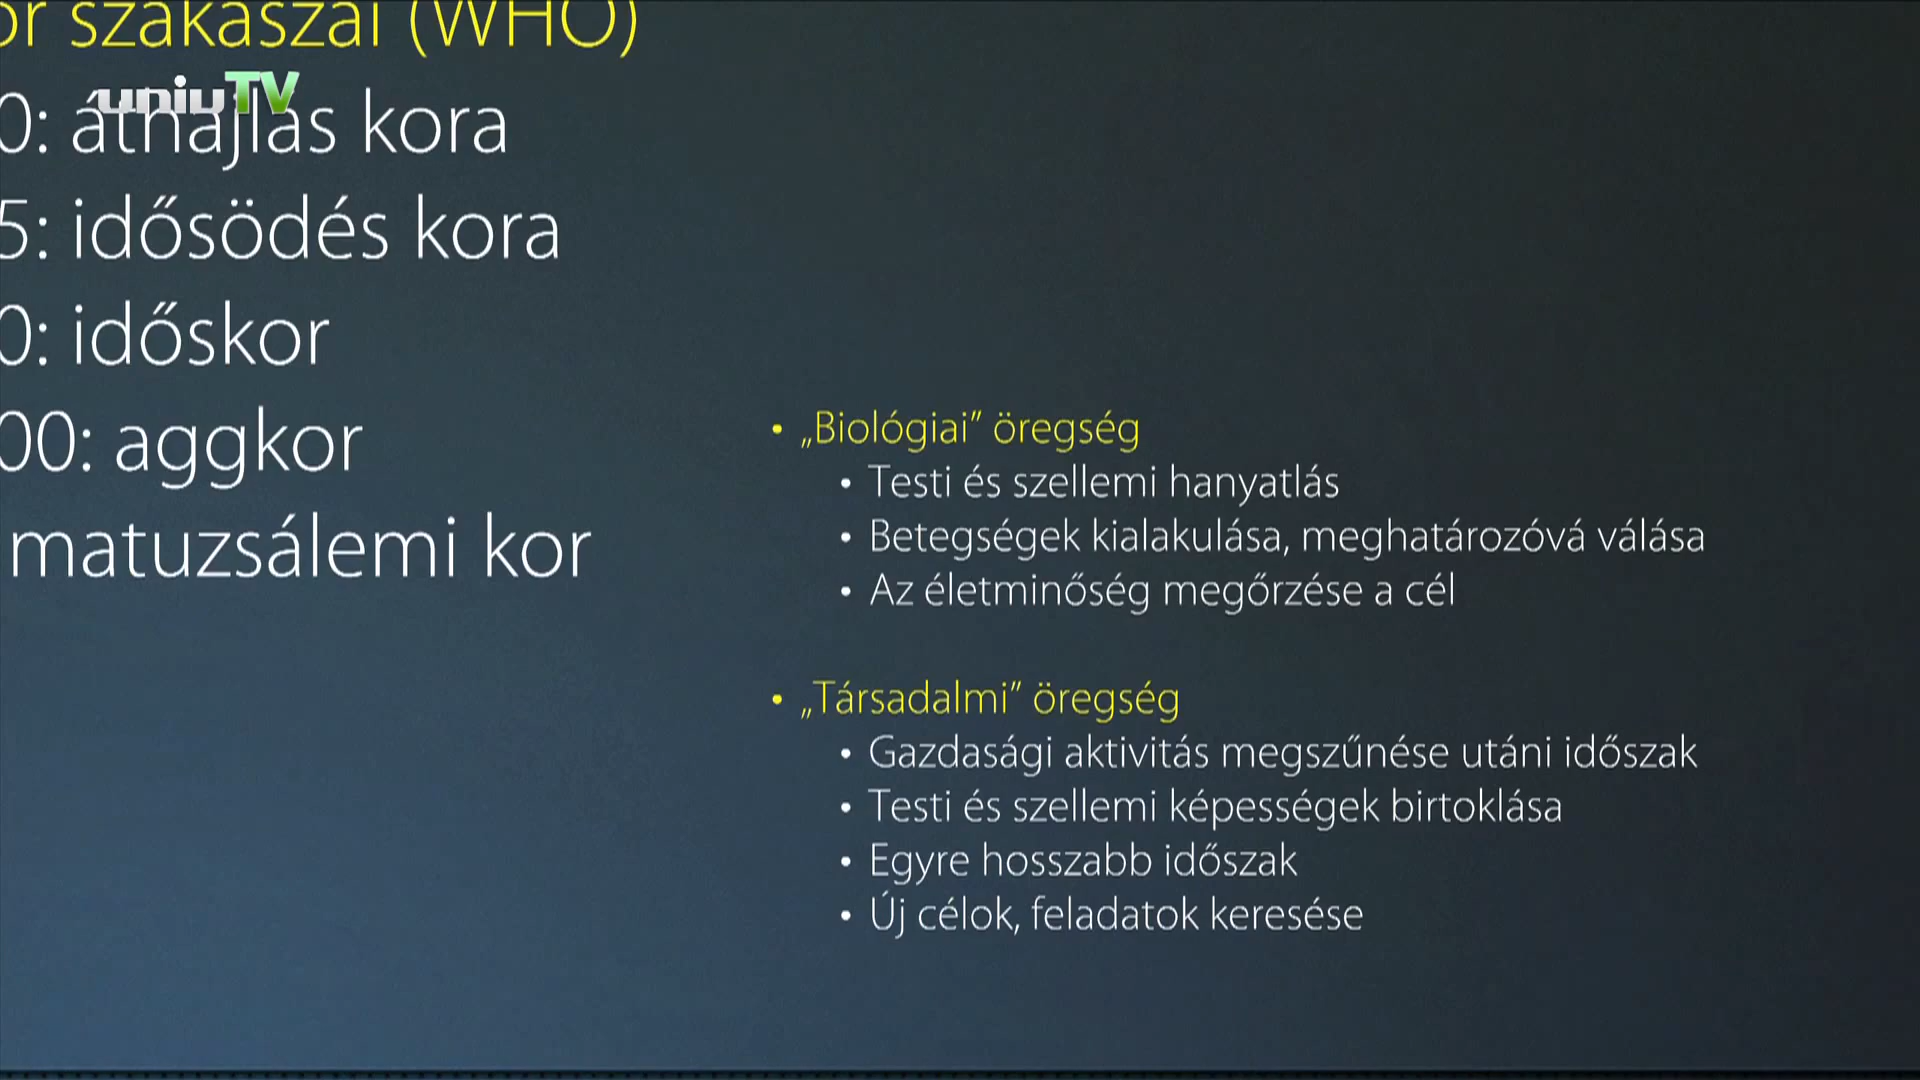 or szakaszai (WHO)
univTV
0: áthajlás kora
5: idősödés kora
0: időskor
00: aggkor
matuzsálemi kor
• „Biológiai” öregség
• Testi és szellemi hanyatlás
• Betegségek kialakulása, meghatározóvá válása
• Az életminőség megőrzése a cél
• „Társadalmi” öregség
• Gazdasági aktivitás megszűnése utáni időszak
• Testi és szellemi képességek birtoklása
• Egyre hosszabb időszak
• Új célok, feladatok keresése